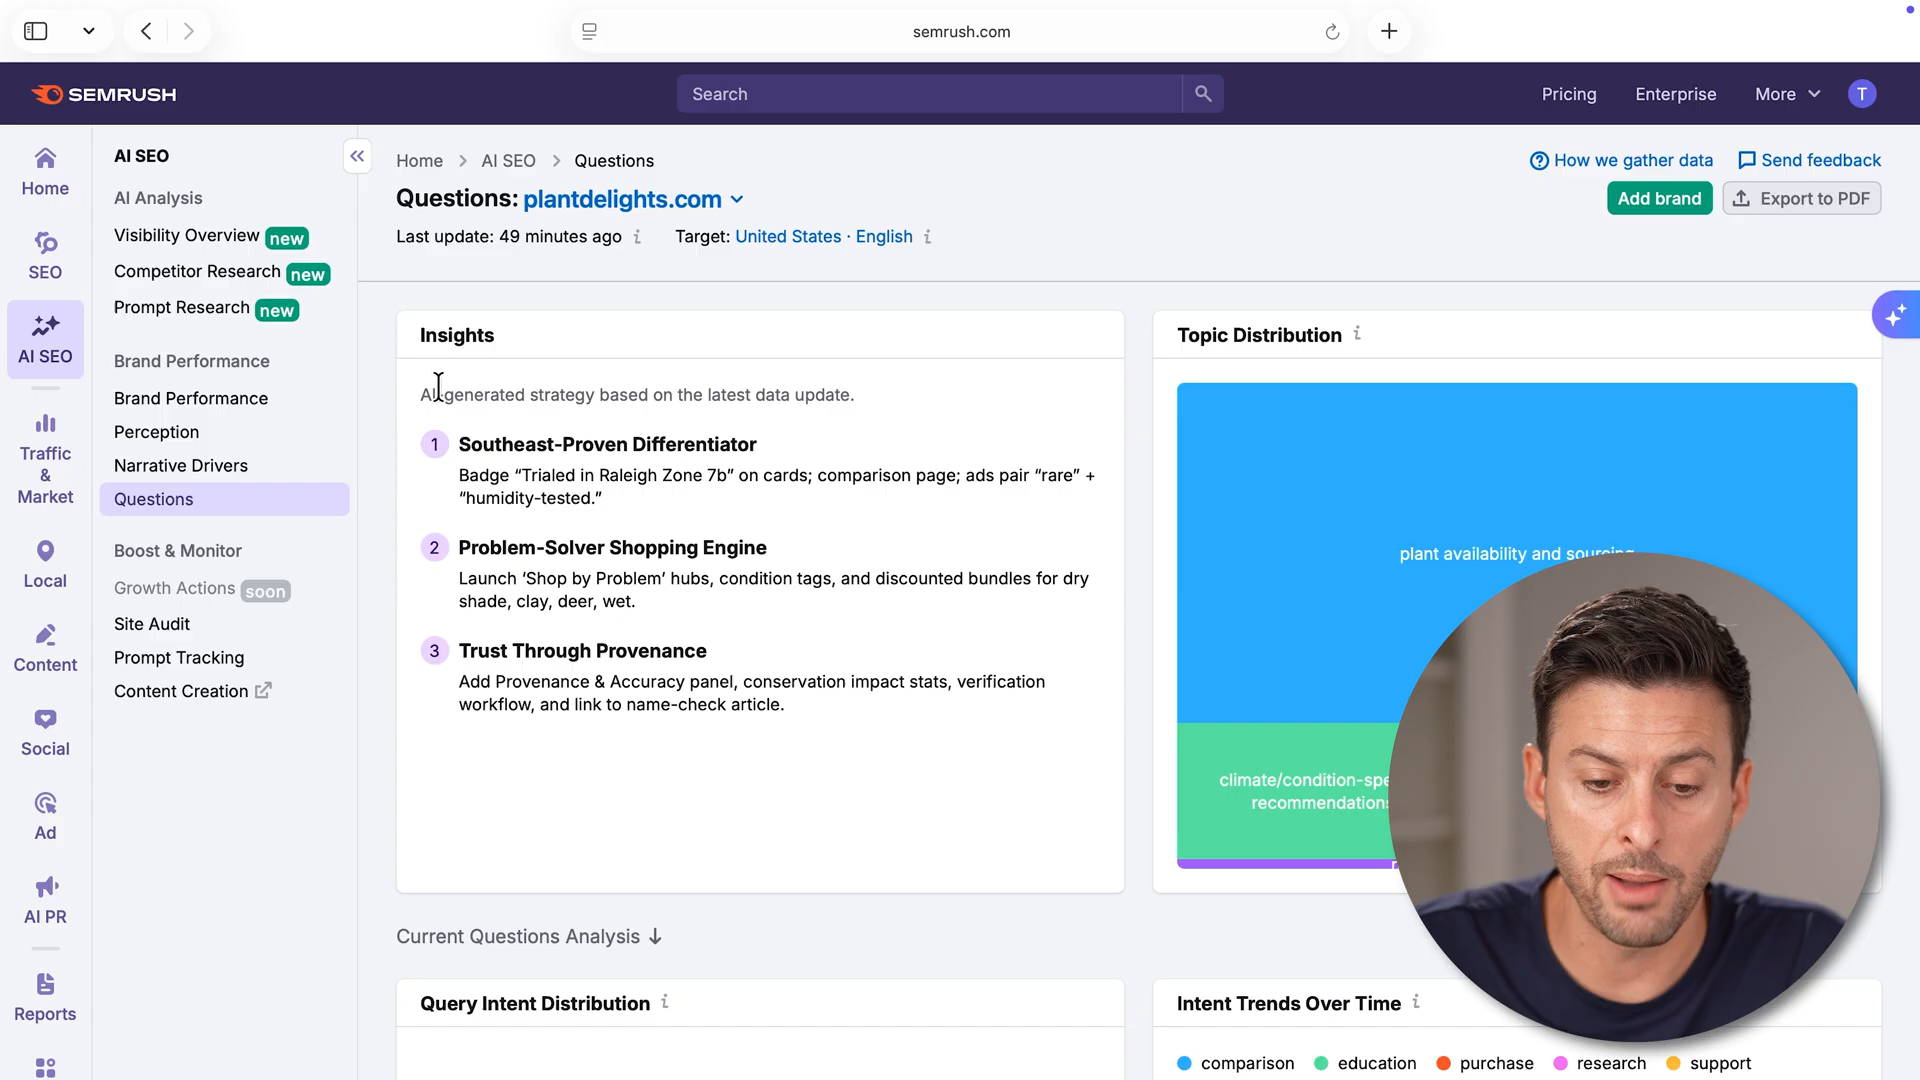 semrush.com
SEMRUSH
Search
Pricing
Enterprise
More
T
Home
SEO
AI SEO
Traffic
&
Market
Local
Content
Social
Ad
AI PR
Reports
AI SEO
AI Analysis
Visibility Overview new
Competitor Research new
Prompt Research new
Brand Performance
Brand Performance
Perception
Narrative Drivers
Questions
Boost & Monitor
Growth Actions soon
Site Audit
Prompt Tracking
Content Creation
Home > AI SEO > Questions
How we gather data
Send feedback
Questions: plantdelights.com
Add brand
Export to PDF
Last update: 49 minutes ago
Target: United States · English
Insights
AI-generated strategy based on the latest data update.
1 Southeast-Proven Differentiator
Badge “Trialed in Raleigh Zone 7b” on cards; comparison page; ads pair “rare” +
“humidity-tested.”
2 Problem-Solver Shopping Engine
Launch ‘Shop by Problem’ hubs, condition tags, and discounted bundles for dry
shade, clay, deer, wet.
3 Trust Through Provenance
Add Provenance & Accuracy panel, conservation impact stats, verification
workflow, and link to name-check article.
Topic Distribution
plant availability and sourcing
climate/condition-spe
recommendations
Current Questions Analysis ↓
Query Intent Distribution
Intent Trends Over Time
comparison
education
purchase
research
support